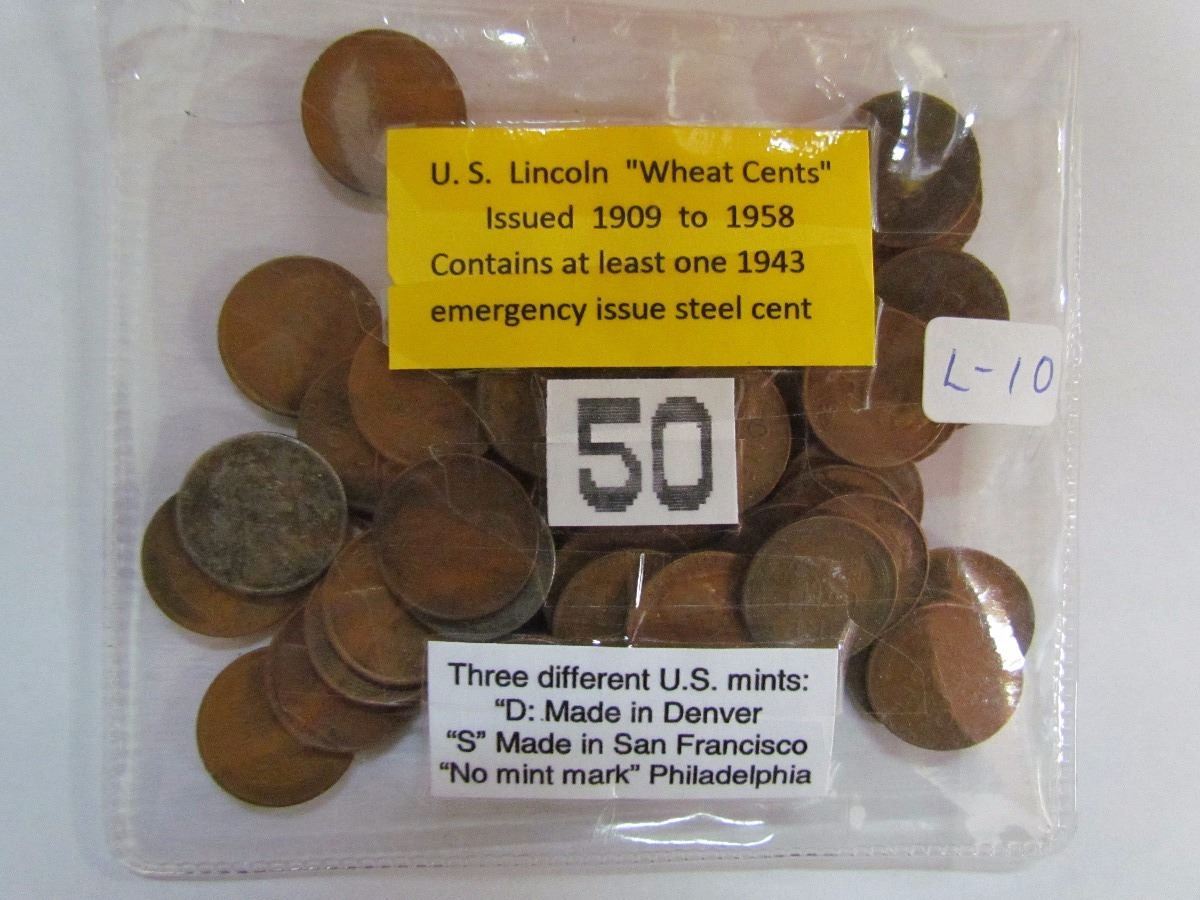 U. S. Lincoln "Wheat Cents"
Issued 1909 to 1958
Contains at least one 1943
emergency issue steel cent
L-10
50
Three different U.S. mints:
“D: Made in Denver
“S” Made in San Francisco
“No mint mark” Philadelphia